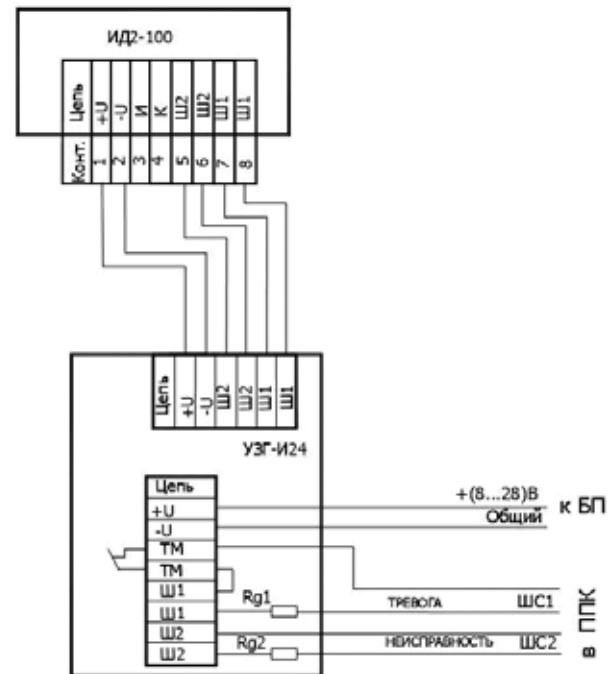 ИД2-100
Цепь +U -U И К Ш2 Ш2 Ш1 Ш1
Конт. 1 2 3 4 5 6 7 8
Цепь +U -U Ш2 Ш2 Ш1 Ш1
УЗГ-И24
Цепь
+U
-U
ТМ
ТМ
Ш1
Ш1
Ш2
Ш2
+(8...28)В
Общий
к БП
Rg1
ТРЕВОГА
ШС1
Rg2
НЕИСПРАВНОСТЬ
ШС2
в ППК